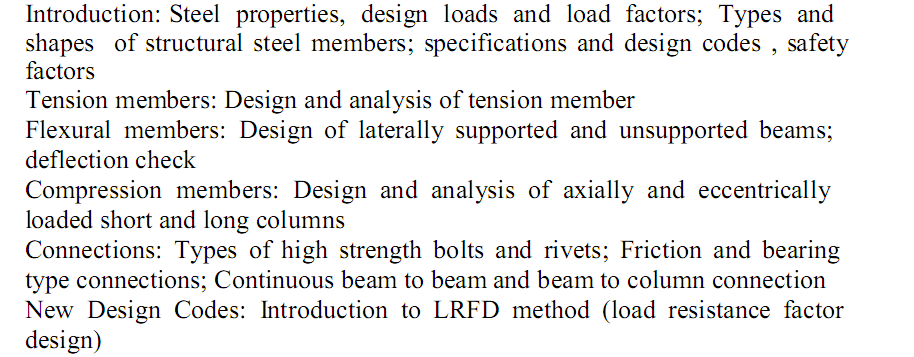 Introduction: Steel properties, design loads and load factors; Types and
shapes of structural steel members; specifications and design codes , safety
factors
Tension members: Design and analysis of tension member
Flexural members: Design of laterally supported and unsupported beams;
deflection check
Compression members: Design and analysis of axially and eccentrically
loaded short and long columns
Connections: Types of high strength bolts and rivets; Friction and bearing
type connections; Continuous beam to beam and beam to column connection
New Design Codes: Introduction to LRFD method (load resistance factor
design)